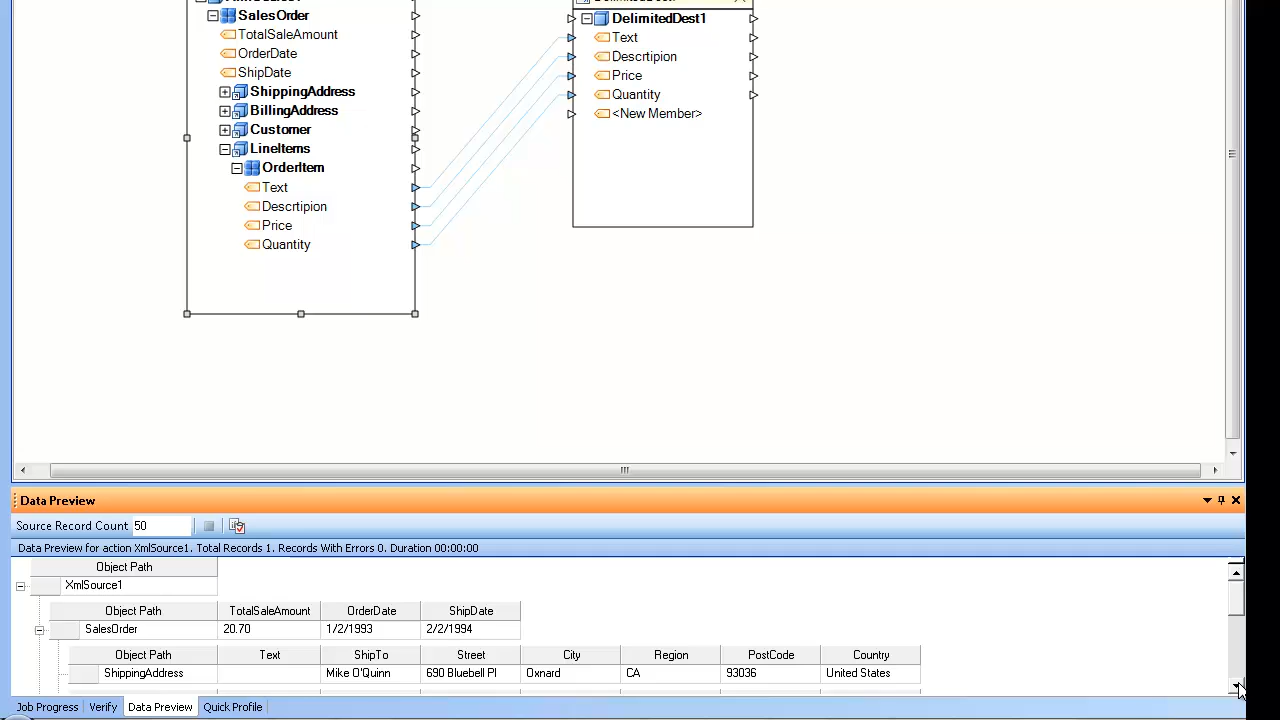 SalesOrder
TotalSaleAmount
OrderDate
ShipDate
ShippingAddress
BillingAddress
Customer
LineItems
OrderItem
Text
Descrtipion
Price
Quantity
DelimitedDest1
Text
Descrtipion
Price
Quantity
<New Member>
Data Preview
Source Record Count 50
Data Preview for action XmlSource1. Total Records 1. Records With Errors 0. Duration 00:00:00
Object Path
XmlSource1
Object Path TotalSaleAmount OrderDate ShipDate
SalesOrder 20.70 1/2/1993 2/2/1994
Object Path Text ShipTo Street City Region PostCode Country
ShippingAddress Mike O'Quinn 690 Bluebell Pl Oxnard CA 93036 United States
Job Progress Verify Data Preview Quick Profile